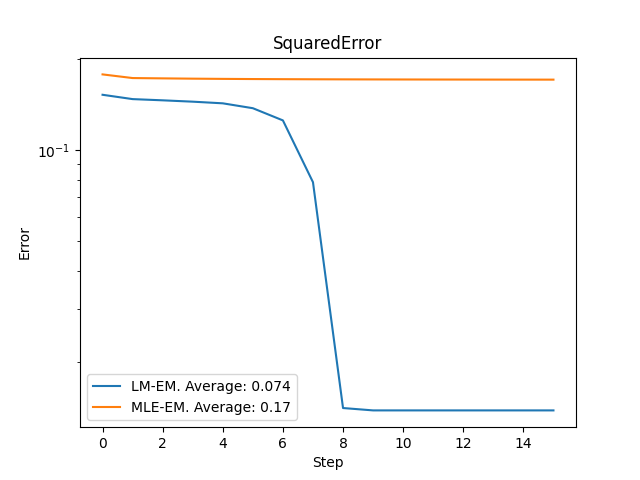 SquaredError
Error
10⁻¹
LM-EM. Average: 0.074
MLE-EM. Average: 0.17
0 2 4 6 8 10 12 14
Step